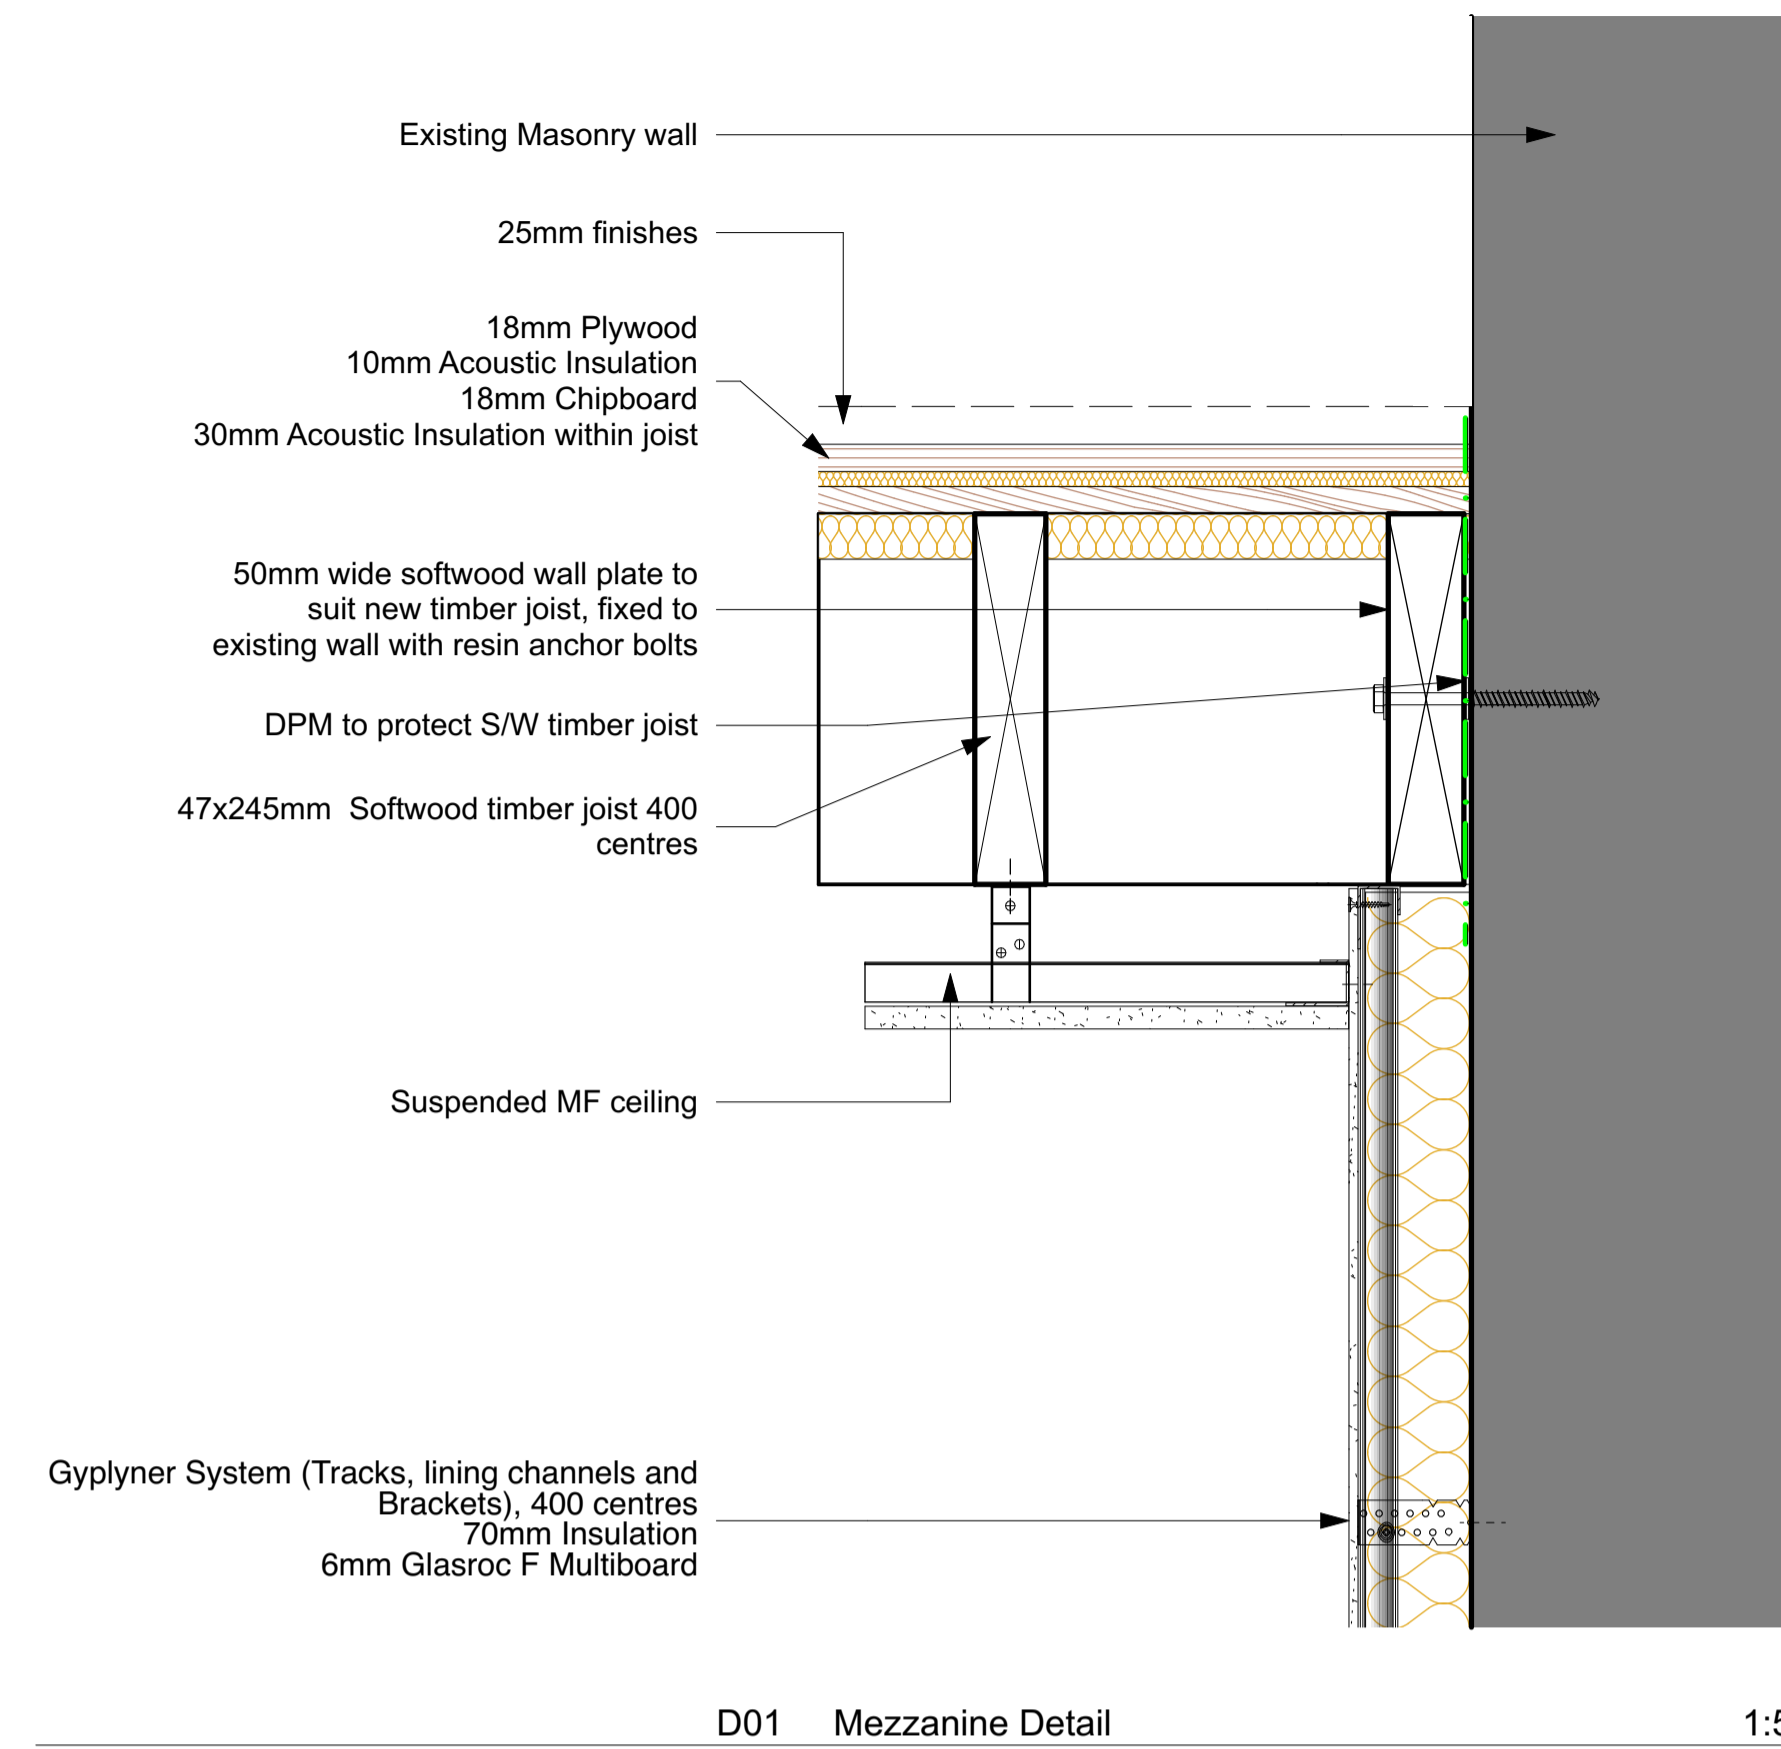 Existing Masonry wall
25mm finishes
18mm Plywood
10mm Acoustic Insulation
18mm Chipboard
30mm Acoustic Insulation within joist
50mm wide softwood wall plate to
suit new timber joist, fixed to
existing wall with resin anchor bolts
DPM to protect S/W timber joist
47x245mm Softwood timber joist 400
centres
Suspended MF ceiling
Gyplyner System (Tracks, lining channels and
Brackets), 400 centres
70mm Insulation
6mm Glasroc F Multiboard
D01 Mezzanine Detail 1:5